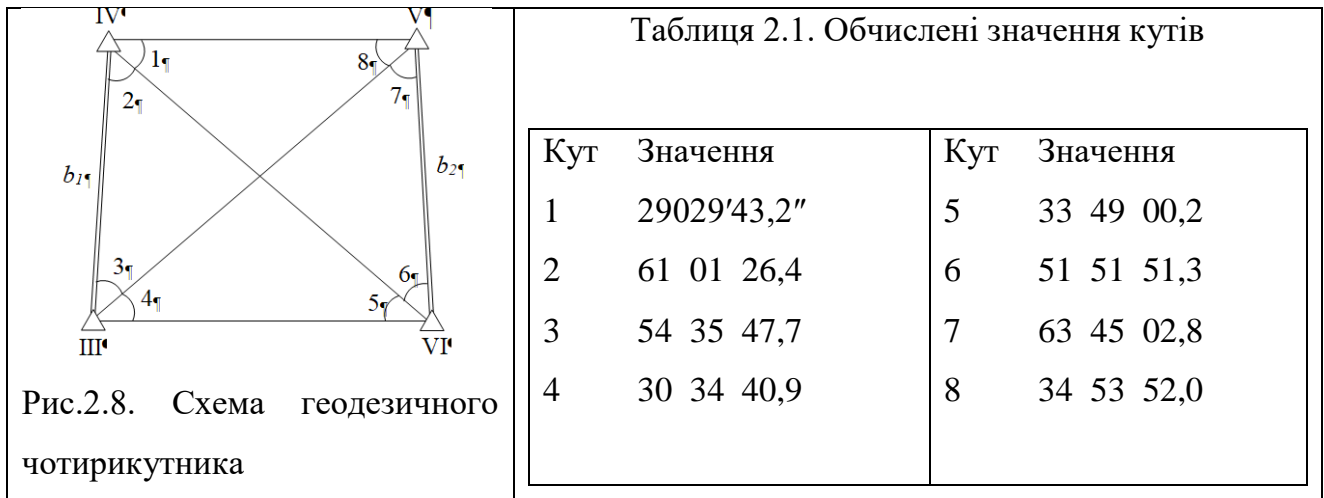 IV¶ V¶
1¶ 8¶
2¶ 7¶
b1¶ b2¶
3¶ 6¶
4¶ 5¶
III¶ VI¶
Рис.2.8. Схема геодезичного
чотирикутника
Таблиця 2.1. Обчислені значення кутів
Кут Значення Кут Значення
1 29029′43,2″ 5 33 49 00,2
2 61 01 26,4 6 51 51 51,3
3 54 35 47,7 7 63 45 02,8
4 30 34 40,9 8 34 53 52,0